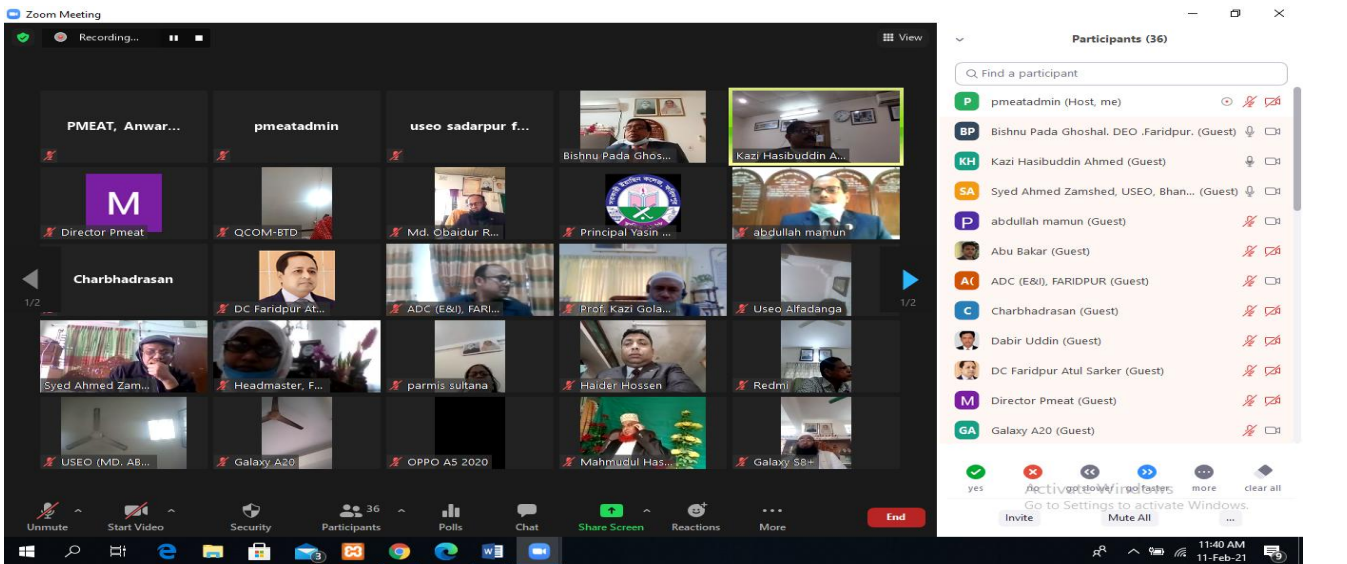 Zoom Meeting
Recording...
View
PMEAT, Anwar...
pmeatadmin
useo sadarpur f...
Bishnu Pada Ghos...
Kazi Hasibuddin A...
M
Director Pmeat
QCOM-BTD
Md. Obaidur R...
Principal Yasin ...
abdullah mamun
Charbhadrasan
DC Faridpur At...
ADC (E&I), FARI...
Prof. Kazi Gola...
Useo Alfadanga
1/2
1/2
Syed Ahmed Zam...
Headmaster, F...
parmis sultana
Haider Hossen
Redmi
USEO (MD. AB...
Galaxy A20
OPPO A5 2020
Mahmudul Has...
Galaxy S8+
Unmute
Start Video
Security
Participants
36
Polls
Chat
Share Screen
Reactions
More
End
Participants (36)
Find a participant
P pmeatadmin (Host, me)
BP Bishnu Pada Ghoshal. DEO .Faridpur. (Guest)
KH Kazi Hasibuddin Ahmed (Guest)
SA Syed Ahmed Zamshed, USEO, Bhan... (Guest)
P abdullah mamun (Guest)
Abu Bakar (Guest)
A( ADC (E&I), FARIDPUR (Guest)
C Charbhadrasan (Guest)
Dabir Uddin (Guest)
DC Faridpur Atul Sarker (Guest)
M Director Pmeat (Guest)
GA Galaxy A20 (Guest)
yes
no
go slower
go faster
more
clear all
Activate Windows
Go to Settings to activate Windows.
Invite
Mute All
...
3
W
11:40 AM
11-Feb-21
9